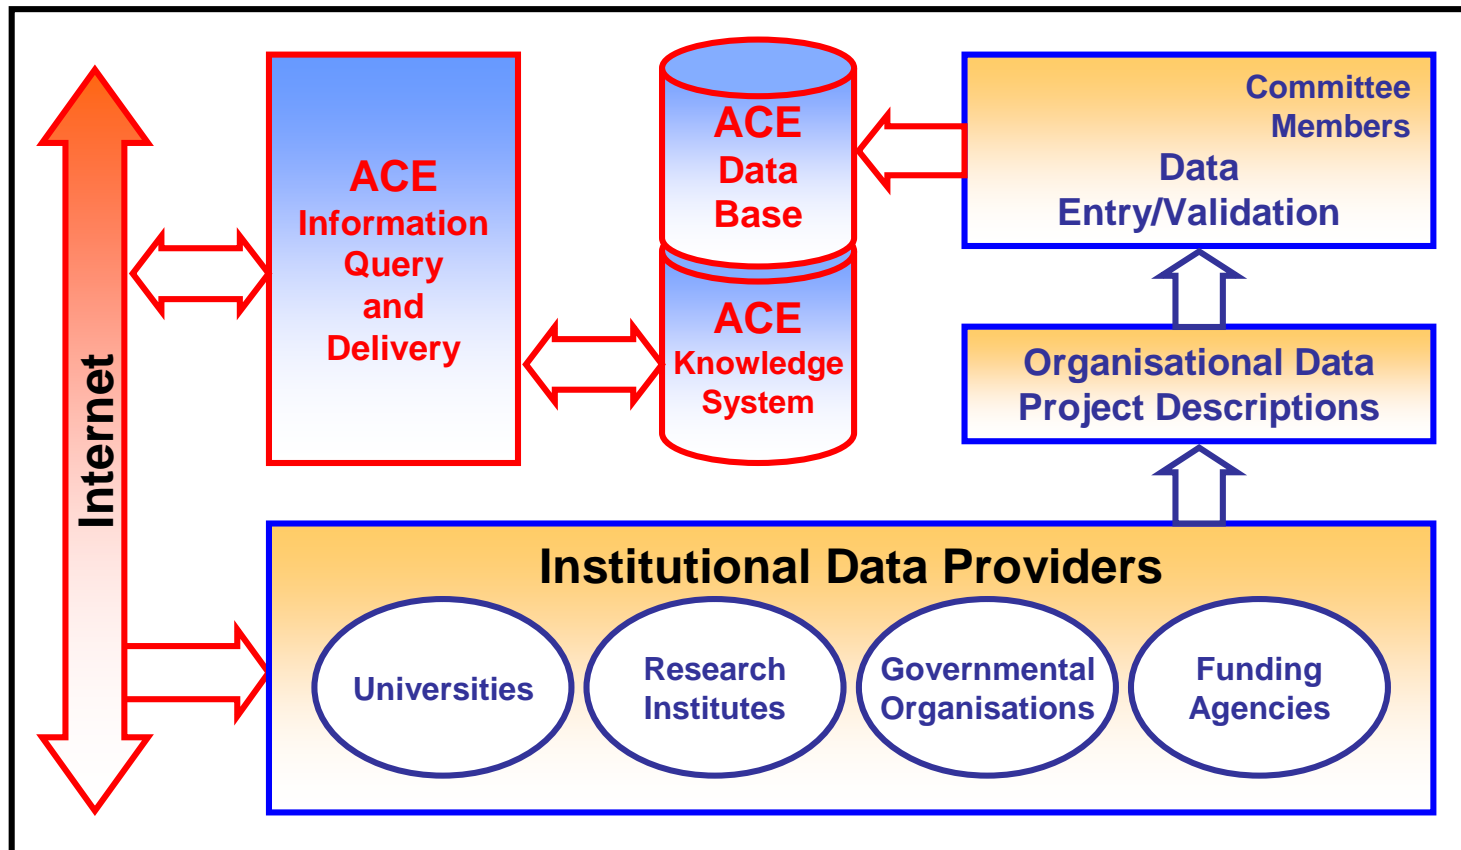 Internet
ACE
Information
Query
and
Delivery
ACE
Data
Base
ACE
Knowledge
System
Committee
Members
Data
Entry/Validation
Organisational Data
Project Descriptions
Institutional Data Providers
Universities
Research
Institutes
Governmental
Organisations
Funding
Agencies